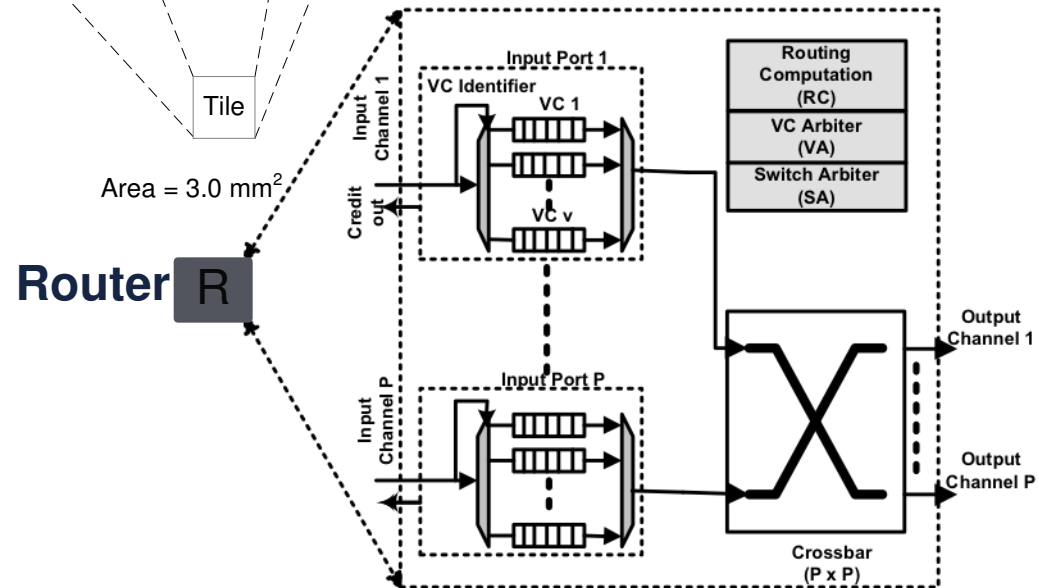 Tile
Area = 3.0 mm2
Router
R
Input Port 1
Input
Channel 1
VC Identifier
VC 1
VC v
Credit
out
Routing
Computation
(RC)
VC Arbiter
(VA)
Switch Arbiter
(SA)
Input Port P
Input
Channel P
Output
Channel 1
Output
Channel P
Crossbar
(P x P)